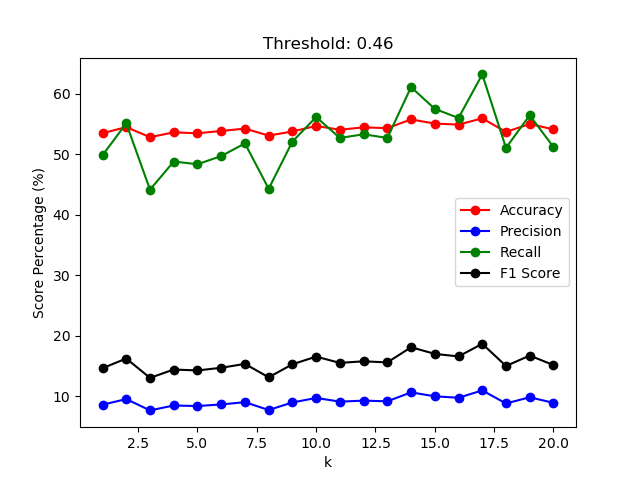 Threshold: 0.46
Score Percentage (%)
60
50
40
30
20
10
Accuracy
Precision
Recall
F1 Score
2.5 5.0 7.5 10.0 12.5 15.0 17.5 20.0
k